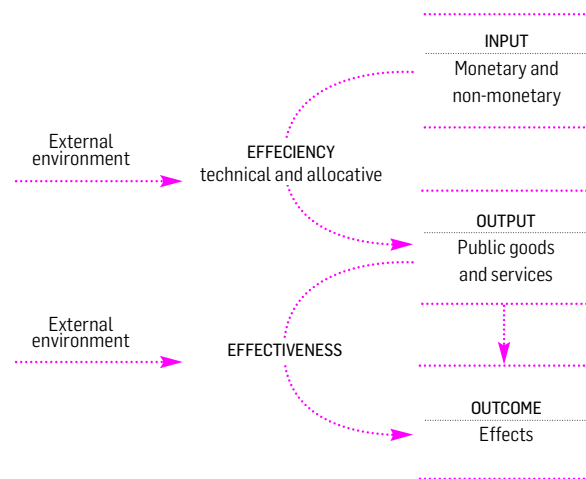 INPUT
Monetary and
non-monetary
External
environment
EFFECIENCY
technical and allocative
OUTPUT
Public goods
and services
External
environment
EFFECTIVENESS
OUTCOME
Effects